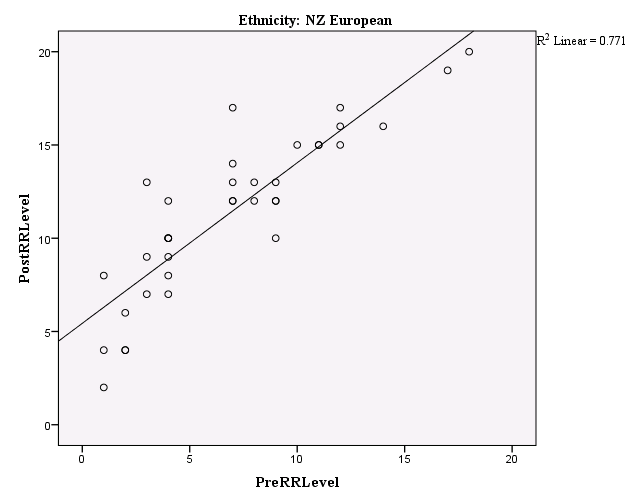 Ethnicity: NZ European
R² Linear = 0.771
20
15
10
5
0
PostRRLevel
0 5 10 15 20
PreRRLevel